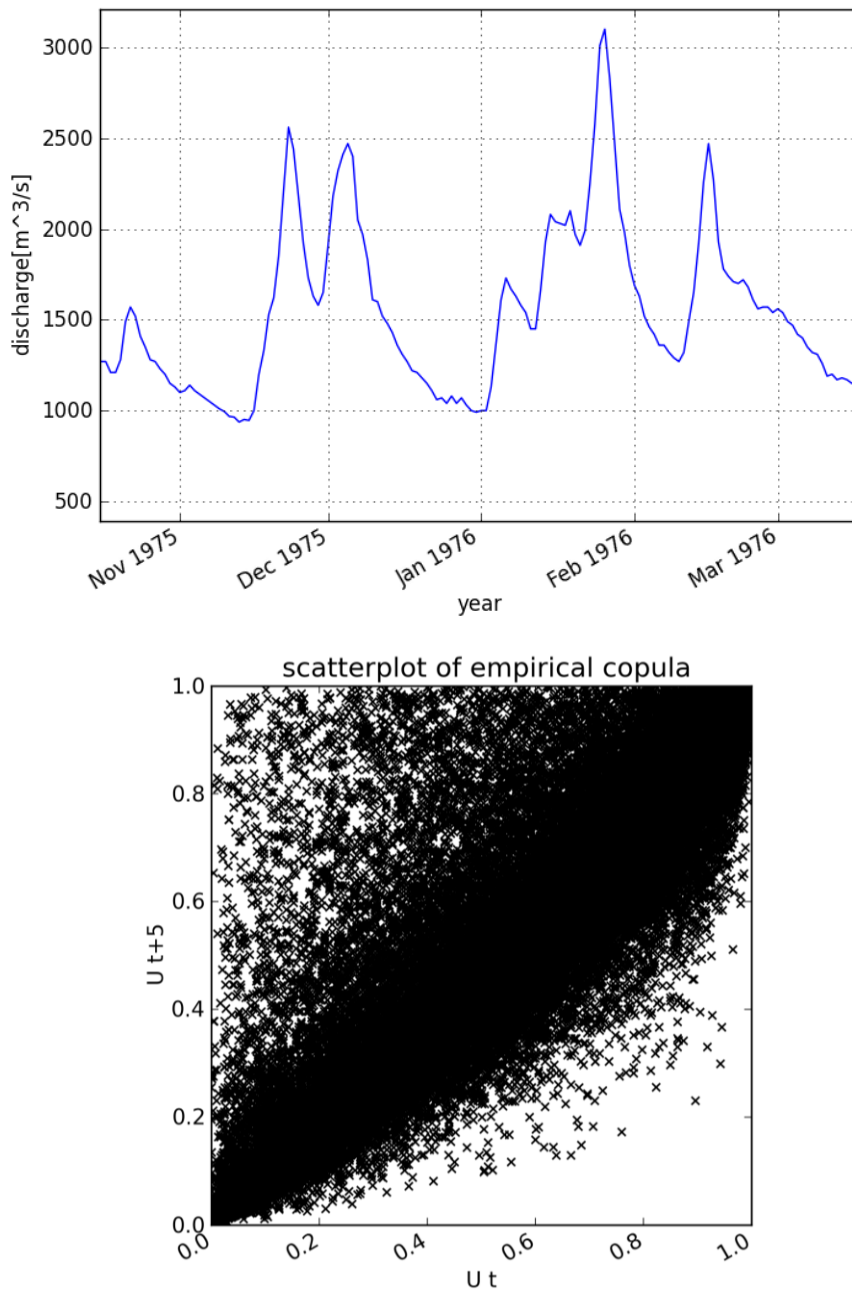 3000
2500
2000
1500
1000
500
discharge[m^3/s]
Nov 1975
Dec 1975
Jan 1976
Feb 1976
Mar 1976
year
scatterplot of empirical copula
1.0
0.8
0.6
0.4
0.2
0.0
U t+5
0.0
0.2
0.4
0.6
0.8
1.0
U t